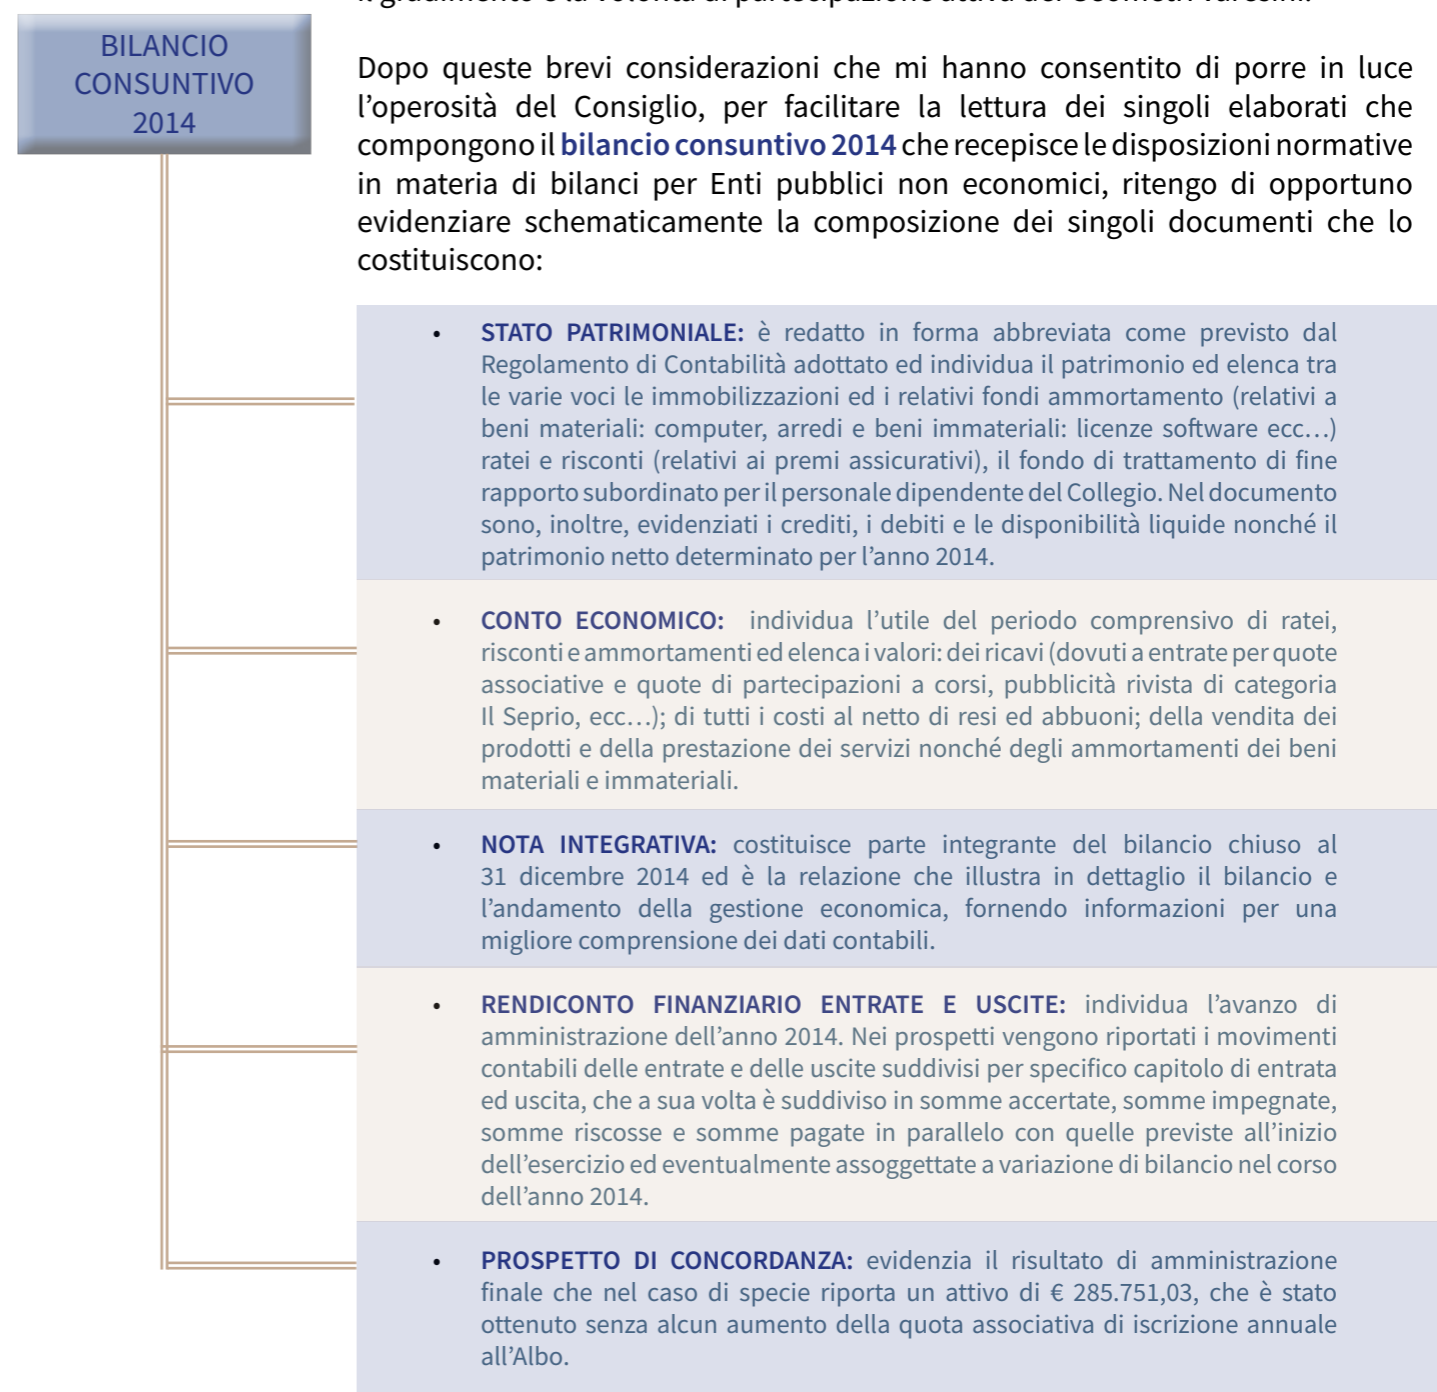 il gradimento e la volontà di partecipazione attiva dei Geometri varesini.
BILANCIO
CONSUNTIVO
2014
Dopo queste brevi considerazioni che mi hanno consentito di porre in luce
l’operosità del Consiglio, per facilitare la lettura dei singoli elaborati che
compongono il bilancio consuntivo 2014 che recepisce le disposizioni normative
in materia di bilanci per Enti pubblici non economici, ritengo di opportuno
evidenziare schematicamente la composizione dei singoli documenti che lo
costituiscono:
• STATO PATRIMONIALE: è redatto in forma abbreviata come previsto dal
Regolamento di Contabilità adottato ed individua il patrimonio ed elenca tra
le varie voci le immobilizzazioni ed i relativi fondi ammortamento (relativi a
beni materiali: computer, arredi e beni immateriali: licenze software ecc…)
ratei e risconti (relativi ai premi assicurativi), il fondo di trattamento di fine
rapporto subordinato per il personale dipendente del Collegio. Nel documento
sono, inoltre, evidenziati i crediti, i debiti e le disponibilità liquide nonché il
patrimonio netto determinato per l’anno 2014.
• CONTO ECONOMICO: individua l’utile del periodo comprensivo di ratei,
risconti e ammortamenti ed elenca i valori: dei ricavi (dovuti a entrate per quote
associative e quote di partecipazioni a corsi, pubblicità rivista di categoria
Il Seprio, ecc…); di tutti i costi al netto di resi ed abbuoni; della vendita dei
prodotti e della prestazione dei servizi nonché degli ammortamenti dei beni
materiali e immateriali.
• NOTA INTEGRATIVA: costituisce parte integrante del bilancio chiuso al
31 dicembre 2014 ed è la relazione che illustra in dettaglio il bilancio e
l’andamento della gestione economica, fornendo informazioni per una
migliore comprensione dei dati contabili.
• RENDICONTO FINANZIARIO ENTRATE E USCITE: individua l’avanzo di
amministrazione dell’anno 2014. Nei prospetti vengono riportati i movimenti
contabili delle entrate e delle uscite suddivisi per specifico capitolo di entrata
ed uscita, che a sua volta è suddiviso in somme accertate, somme impegnate,
somme riscosse e somme pagate in parallelo con quelle previste all’inizio
dell’esercizio ed eventualmente assoggettate a variazione di bilancio nel corso
dell’anno 2014.
• PROSPETTO DI CONCORDANZA: evidenzia il risultato di amministrazione
finale che nel caso di specie riporta un attivo di € 285.751,03, che è stato
ottenuto senza alcun aumento della quota associativa di iscrizione annuale
all’Albo.